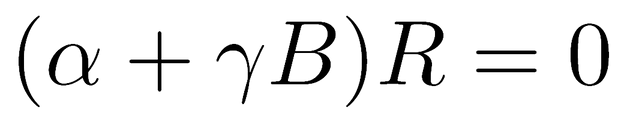 (α + γB)R = 0